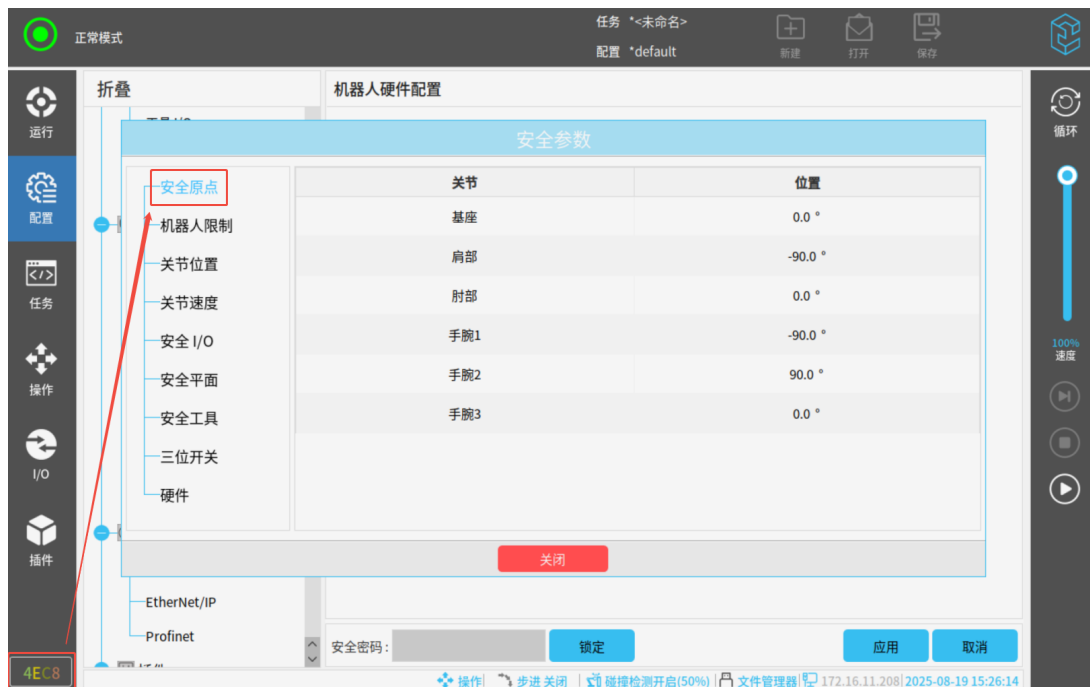 正常模式
任务 *<未命名>
配置 *default
新建
打开
保存
运行
配置
任务
操作
I/O
插件
4EC8
折叠
机器人硬件配置
安全参数
安全原点
机器人限制
关节位置
关节速度
安全 I/O
安全平面
安全工具
三位开关
硬件
关节 位置
基座 0.0 °
肩部 -90.0 °
肘部 0.0 °
手腕1 -90.0 °
手腕2 90.0 °
手腕3 0.0 °
关闭
EtherNet/IP
Profinet
安全密码: 锁定 应用 取消
操作 步进 关闭 碰撞检测开启(50%) 文件管理器 172.16.11.208 2025-08-19 15:26:14
循环
100%
速度